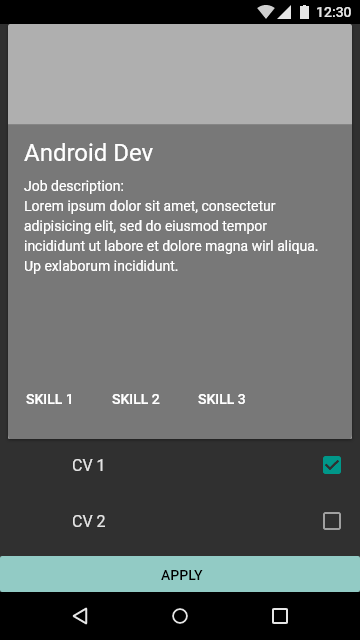 12:30
Android Dev
Job description:
Lorem ipsum dolor sit amet, consectetur
adipisicing elit, sed do eiusmod tempor
incididunt ut labore et dolore magna wirl aliqua.
Up exlaborum incididunt.
SKILL 1 SKILL 2 SKILL 3
CV 1
CV 2
APPLY